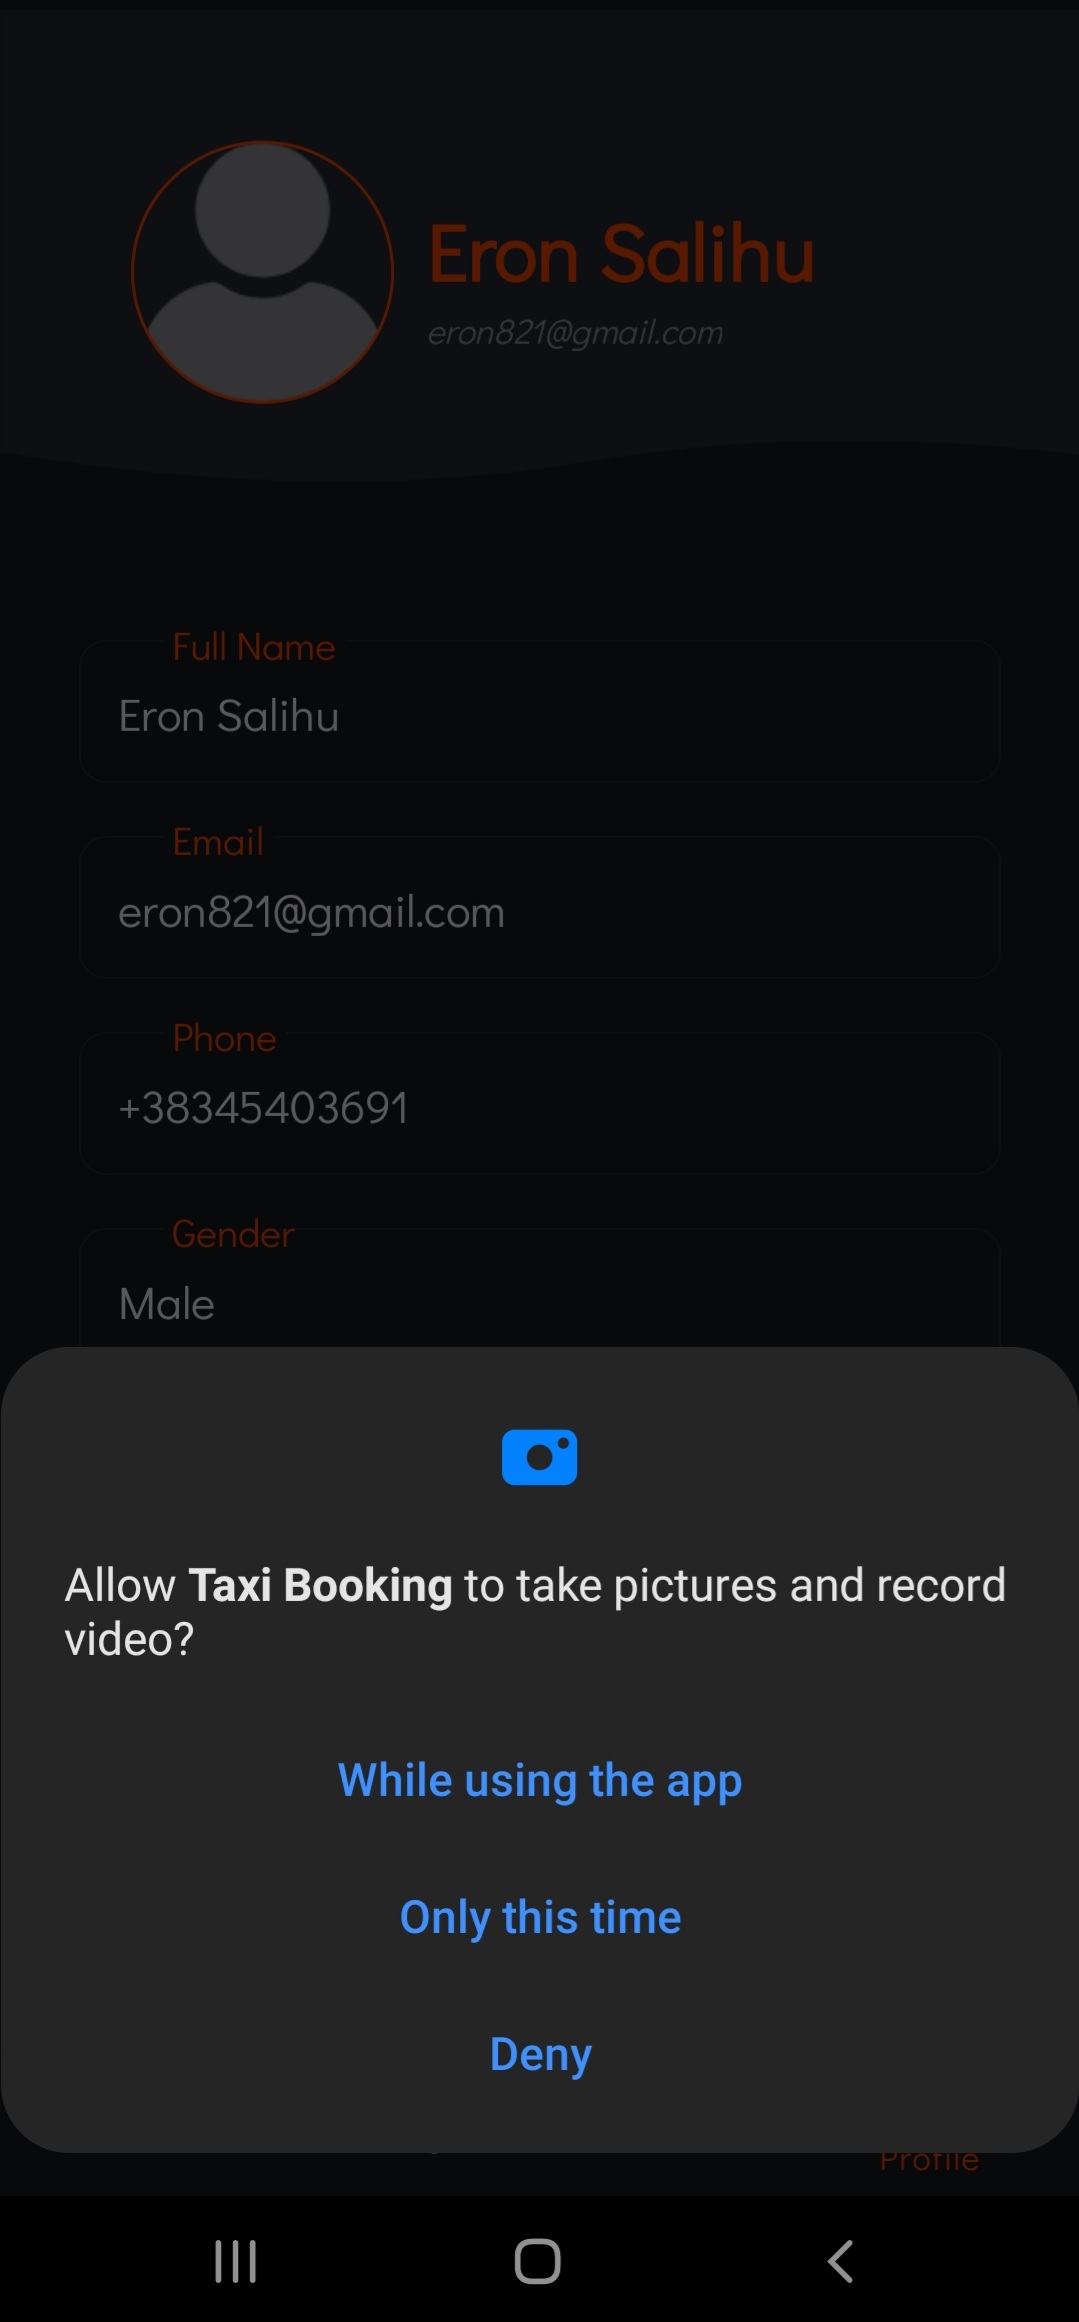 Eron Salihu
eron821@gmail.com
Full Name
Eron Salihu
Email
eron821@gmail.com
Phone
+38345403691
Gender
Male
Allow Taxi Booking to take pictures and record
video?
While using the app
Only this time
Deny
Profile